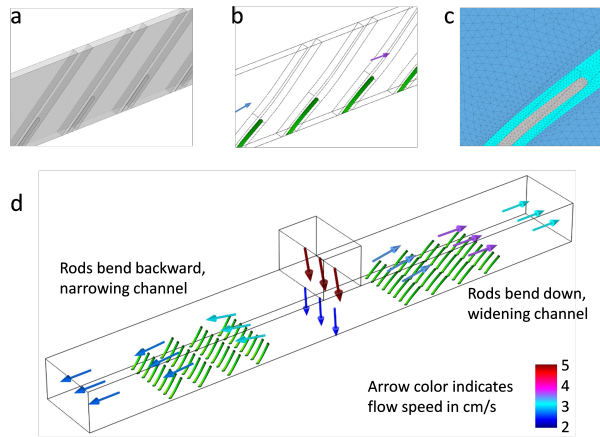 a
b
c
d
Rods bend backward,
narrowing channel
Rods bend down,
widening channel
Arrow color indicates
flow speed in cm/s
5
4
3
2